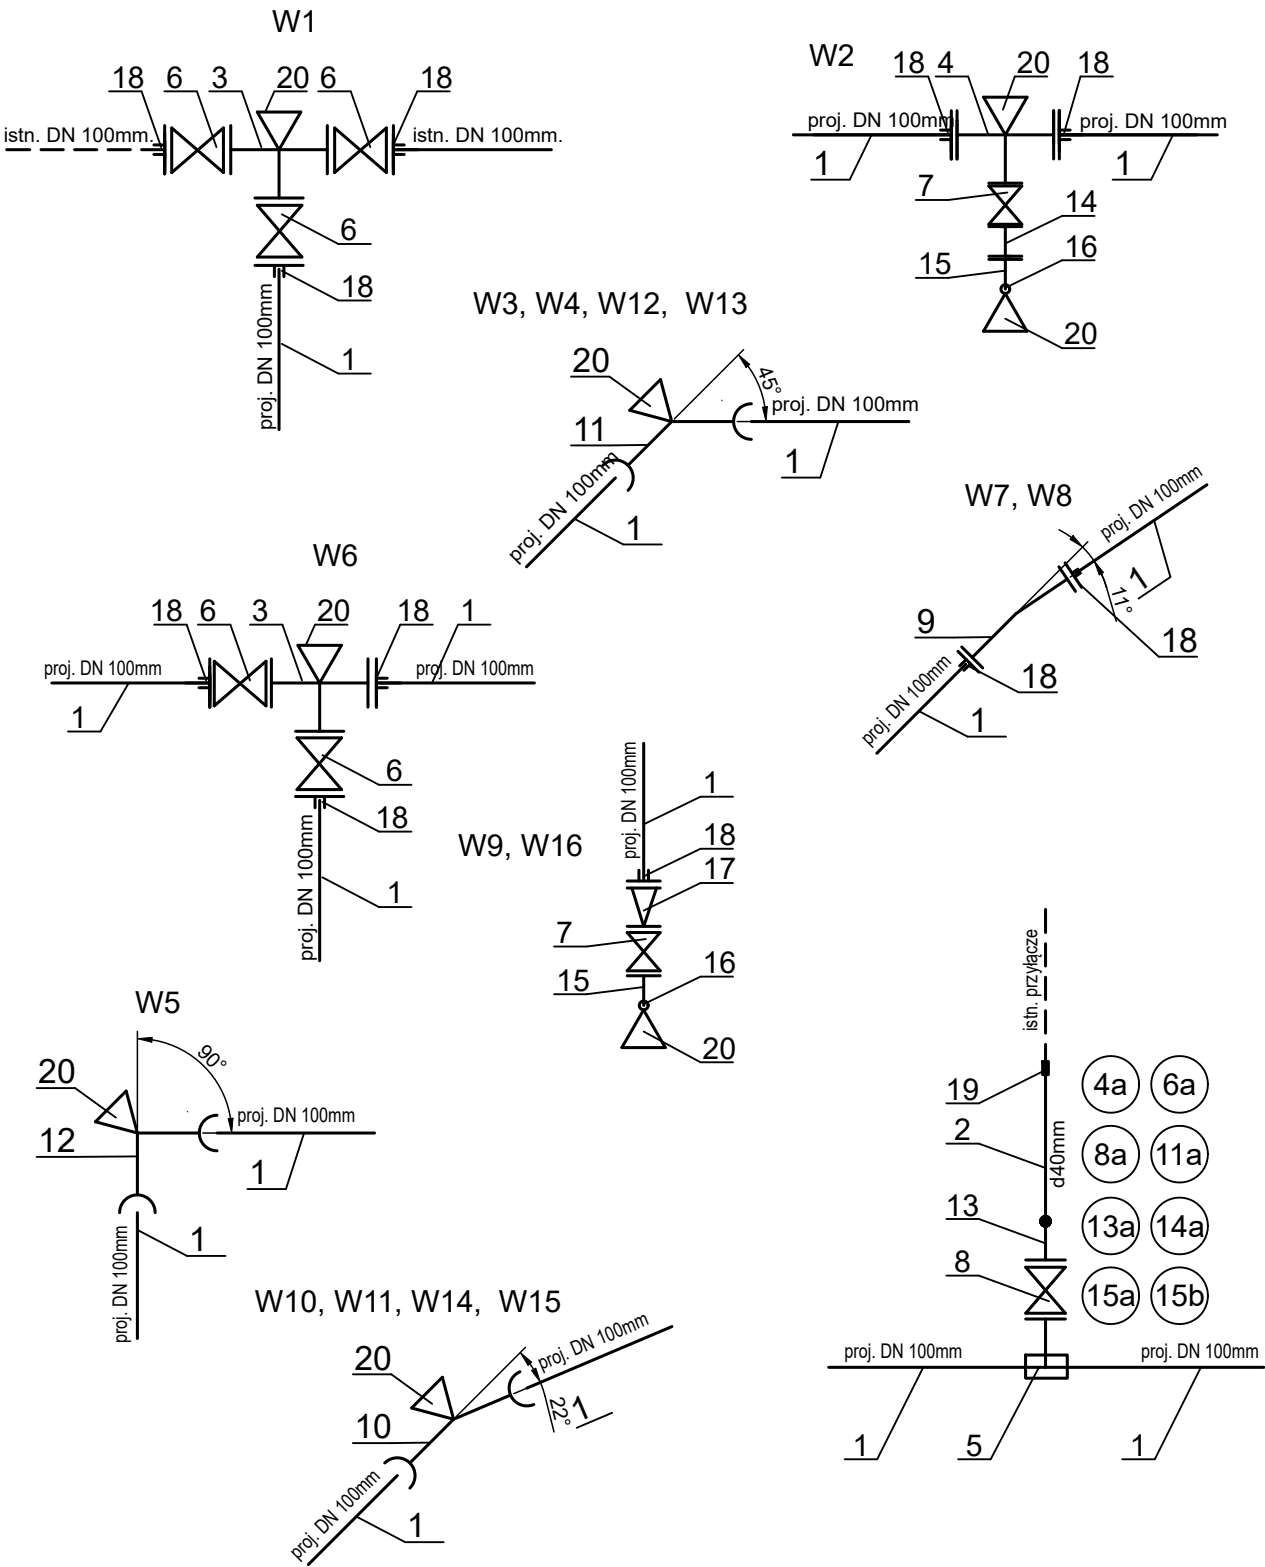 W1
18 6 3 20 6 18
istn. DN 100mm.
istn. DN 100mm.
6
18
proj. DN 100mm
1
W2
18 4 20 18
proj. DN 100mm
proj. DN 100mm
1
1
7
14
15
16
20
W3, W4, W12, W13
20
45°
proj. DN 100mm
11
1
proj. DN 100mm
1
W7, W8
proj. DN 100mm
1
11°
9
18
18
proj. DN 100mm
1
W6
18 6 3 20 18 1
proj. DN 100mm
proj. DN 100mm
1
6
18
proj. DN 100mm
1
W9, W16
proj. DN 100mm
1
18
17
7
15
16
20
W5
90°
20
proj. DN 100mm
12
1
proj. DN 100mm
1
W10, W11, W14, W15
20
proj. DN 100mm
22°
1
10
proj. DN 100mm
1
istn. przyłącze
19
4a 6a
2
d40mm
8a 11a
13
13a 14a
8
15a 15b
proj. DN 100mm
proj. DN 100mm
1
5
1